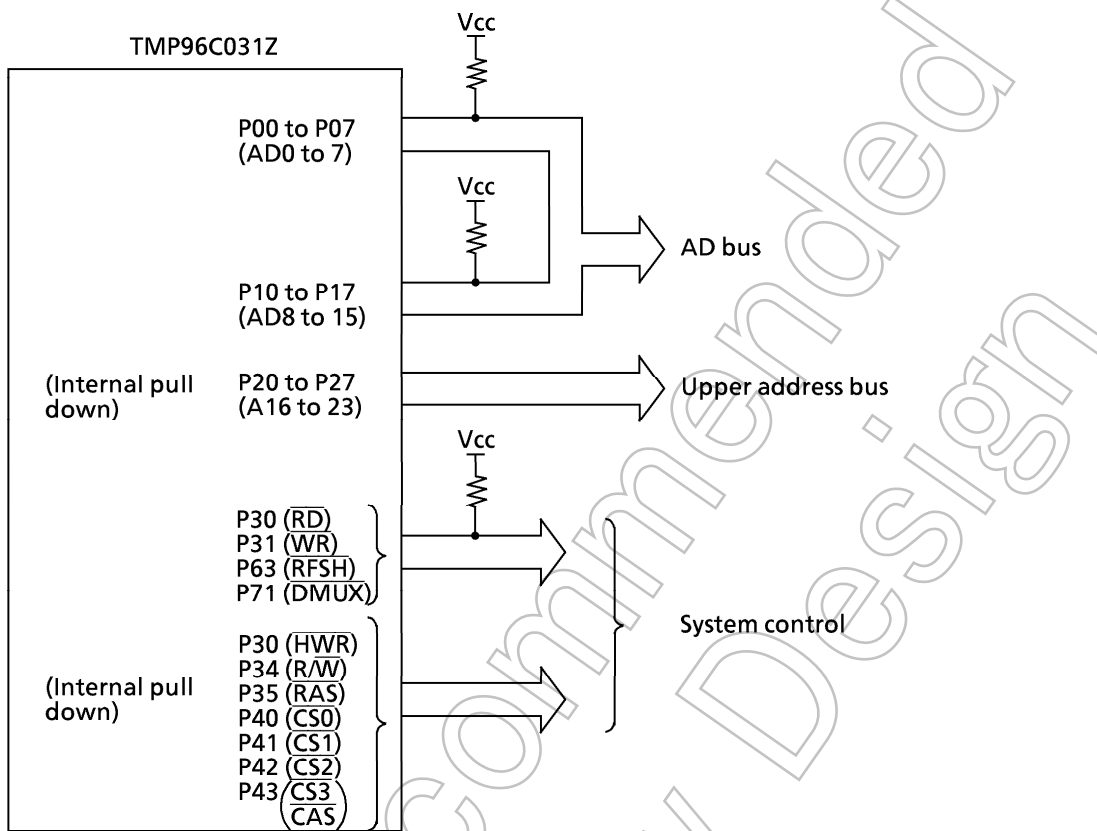 TMP96C031Z
Vcc
P00 to P07
(AD0 to 7)
Vcc
AD bus
P10 to P17
(AD8 to 15)
(Internal pull
down)
P20 to P27
(A16 to 23)
Upper address bus
Vcc
P30 (RD)
P31 (WR)
P63 (RFSH)
P71 (DMUX)
System control
(Internal pull
down)
P30 (HWR)
P34 (R/W)
P35 (RAS)
P40 (CS0)
P41 (CS1)
P42 (CS2)
P43 (CS3
CAS)
commended
Design